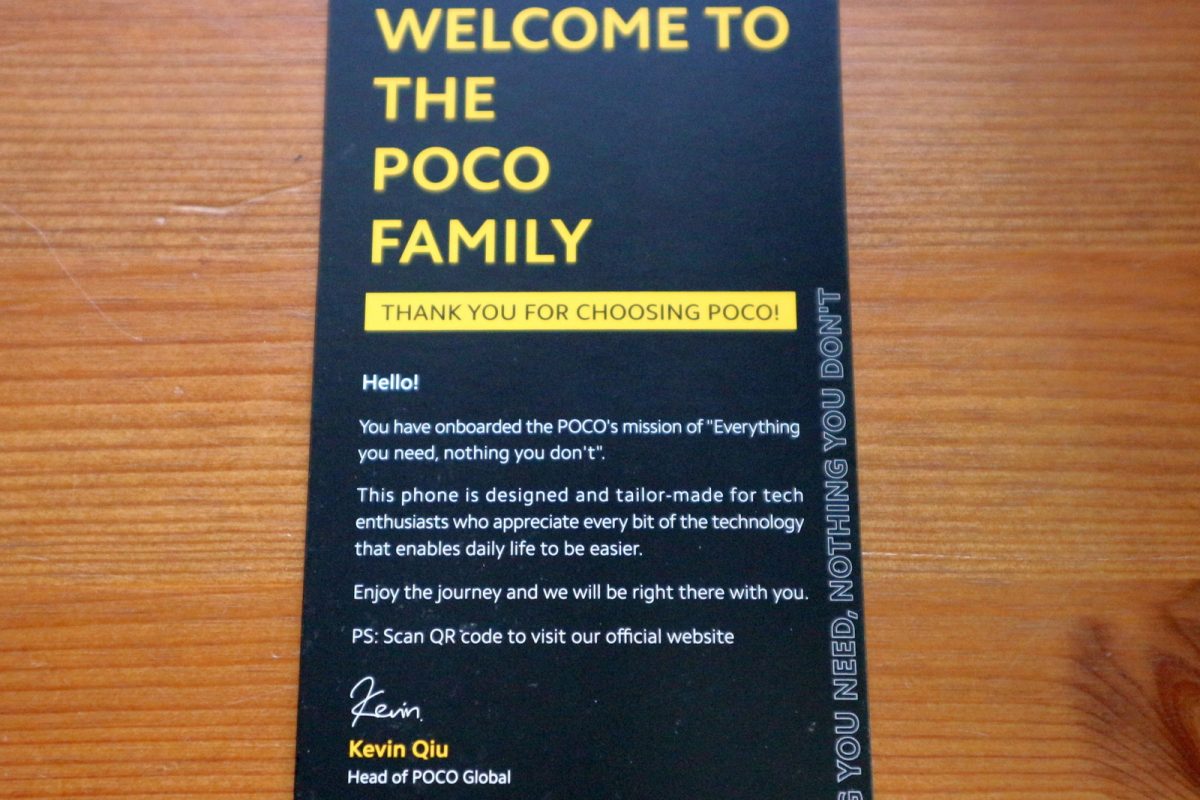 WELCOME TO
THE
POCO
FAMILY
THANK YOU FOR CHOOSING POCO!
Hello!
You have onboarded the POCO's mission of "Everything
you need, nothing you don't".
This phone is designed and tailor-made for tech
enthusiasts who appreciate every bit of the technology
that enables daily life to be easier.
Enjoy the journey and we will be right there with you.
PS: Scan QR code to visit our official website
Kevin
Kevin Qiu
Head of POCO Global
G YOU NEED, NOTHING YOU DON'T